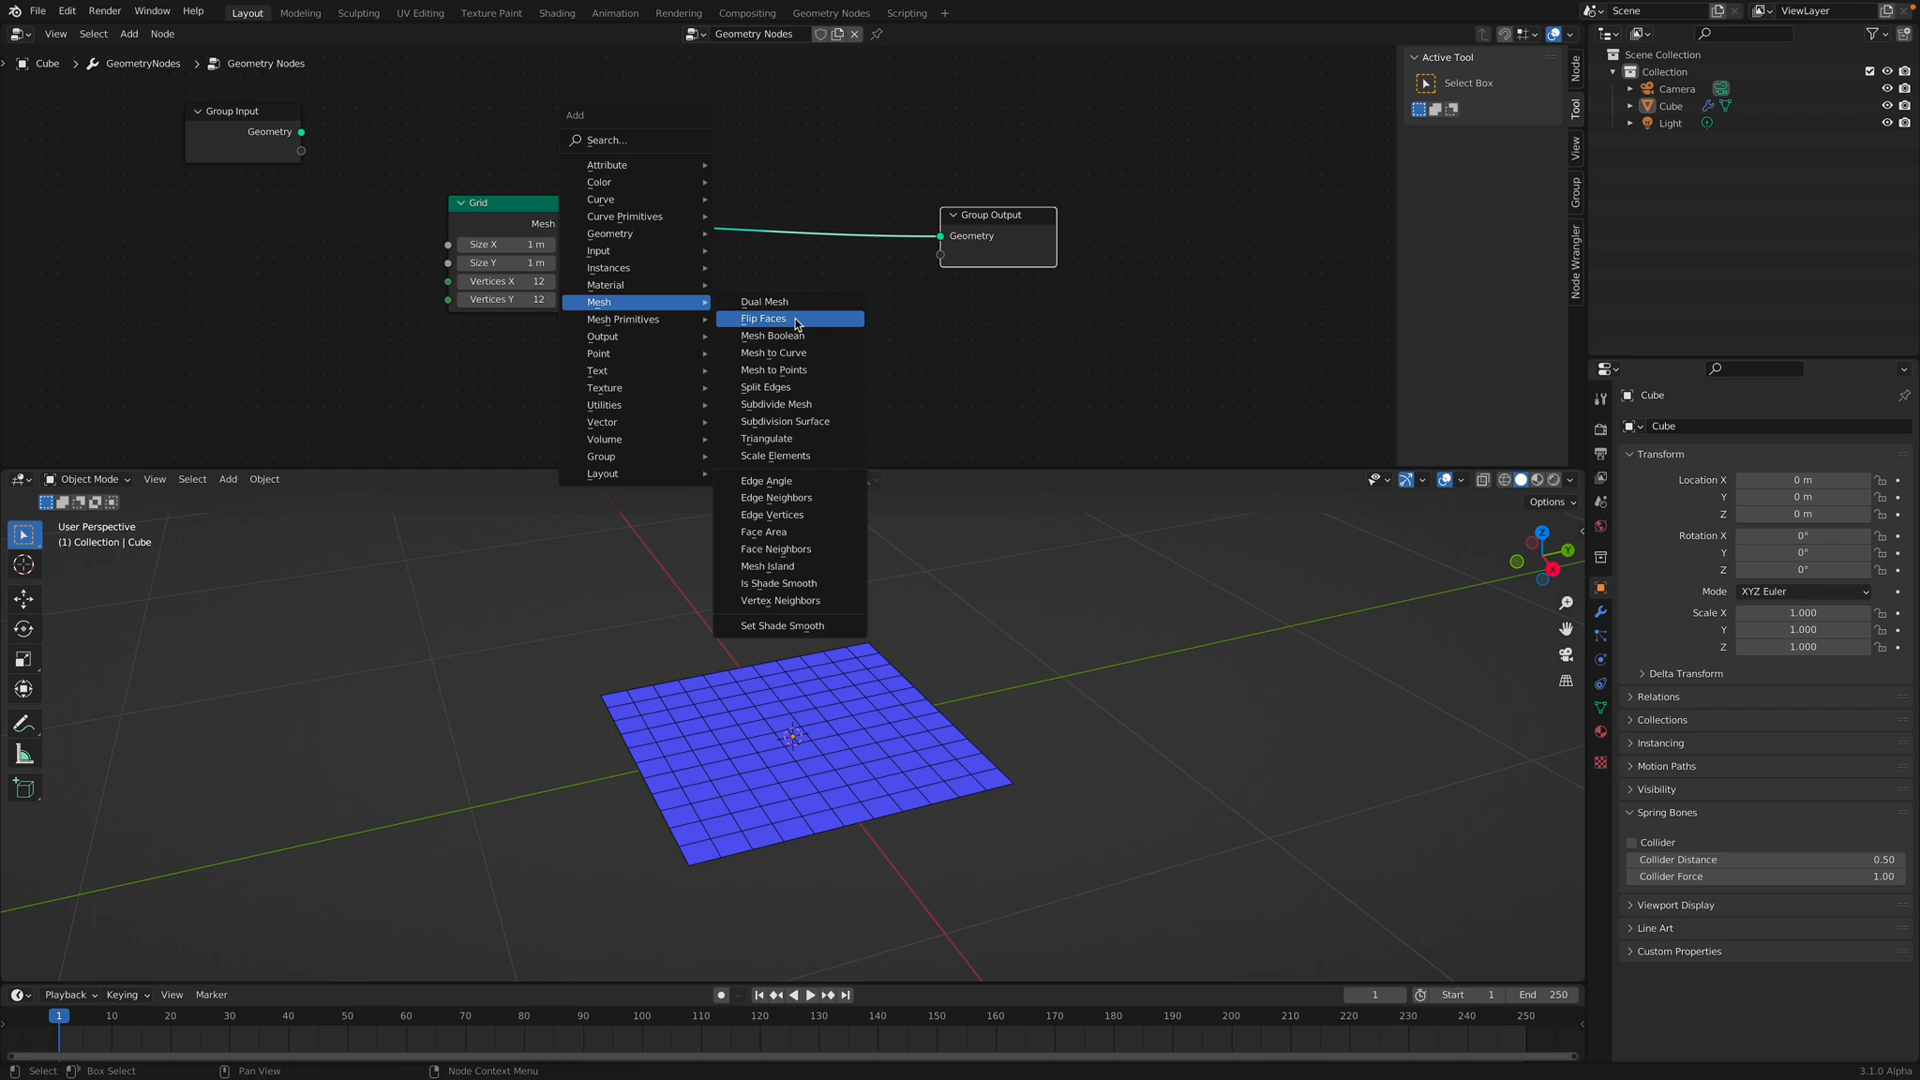 File Edit Render Window Help Layout Modeling Sculpting UV Editing Texture Paint Shading Animation Rendering Compositing Geometry Nodes Scripting + Scene ViewLayer
View Select Add Node Geometry Nodes
Cube > GeometryNodes > Geometry Nodes
Group Input
Geometry
Grid
Mesh
Size X 1 m
Size Y 1 m
Vertices X 12
Vertices Y 12
Add
Search...
Attribute
Color
Curve
Curve Primitives
Geometry
Input
Instances
Material
Mesh
Mesh Primitives
Output
Point
Text
Texture
Utilities
Vector
Volume
Group
Layout
Dual Mesh
Flip Faces
Mesh Boolean
Mesh to Curve
Mesh to Points
Split Edges
Subdivide Mesh
Subdivision Surface
Triangulate
Scale Elements
Edge Angle
Edge Neighbors
Edge Vertices
Face Area
Face Neighbors
Mesh Island
Is Shade Smooth
Vertex Neighbors
Set Shade Smooth
Group Output
Geometry
Active Tool
Select Box
Node
Tool
View
Group
Node Wrangler
Scene Collection
Collection
Camera
Cube
Light
Object Mode View Select Add Object
Options
User Perspective
(1) Collection | Cube
Z
Y
X
Cube
Cube
Transform
Location X 0 m
Y 0 m
Z 0 m
Rotation X 0°
Y 0°
Z 0°
Mode XYZ Euler
Scale X 1.000
Y 1.000
Z 1.000
Delta Transform
Relations
Collections
Instancing
Motion Paths
Visibility
Spring Bones
Collider
Collider Distance 0.50
Collider Force 1.00
Viewport Display
Line Art
Custom Properties
Playback Keying View Marker 1 Start 1 End 250
1 10 20 30 40 50 60 70 80 90 100 110 120 130 140 150 160 170 180 190 200 210 220 230 240 250
Select Box Select Pan View Node Context Menu 3.1.0 Alpha